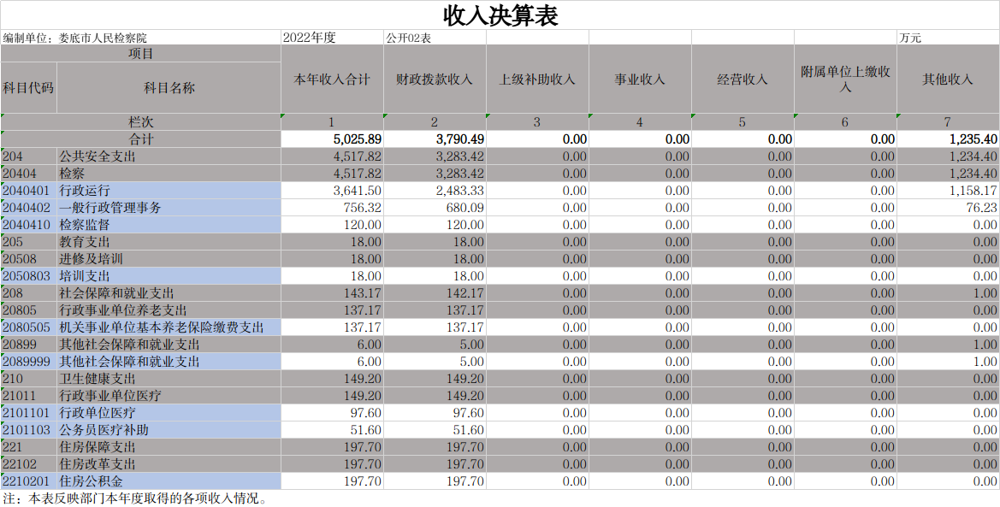 收入决算表
编制单位：娄底市人民检察院 2022年度 公开02表 万元
项目 本年收入合计 财政拨款收入 上级补助收入 事业收入 经营收入 附属单位上缴收入 其他收入
科目代码 科目名称
栏次 1 2 3 4 5 6 7
合计 5,025.89 3,790.49 0.00 0.00 0.00 0.00 1,235.40
204 公共安全支出 4,517.82 3,283.42 0.00 0.00 0.00 0.00 1,234.40
20404 检察 4,517.82 3,283.42 0.00 0.00 0.00 0.00 1,234.40
2040401 行政运行 3,641.50 2,483.33 0.00 0.00 0.00 0.00 1,158.17
2040402 一般行政管理事务 756.32 680.09 0.00 0.00 0.00 0.00 76.23
2040410 检察监督 120.00 120.00 0.00 0.00 0.00 0.00 0.00
205 教育支出 18.00 18.00 0.00 0.00 0.00 0.00 0.00
20508 进修及培训 18.00 18.00 0.00 0.00 0.00 0.00 0.00
2050803 培训支出 18.00 18.00 0.00 0.00 0.00 0.00 0.00
208 社会保障和就业支出 143.17 142.17 0.00 0.00 0.00 0.00 1.00
20805 行政事业单位养老支出 137.17 137.17 0.00 0.00 0.00 0.00 0.00
2080505 机关事业单位基本养老保险缴费支出 137.17 137.17 0.00 0.00 0.00 0.00 0.00
20899 其他社会保障和就业支出 6.00 5.00 0.00 0.00 0.00 0.00 1.00
2089999 其他社会保障和就业支出 6.00 5.00 0.00 0.00 0.00 0.00 1.00
210 卫生健康支出 149.20 149.20 0.00 0.00 0.00 0.00 0.00
21011 行政事业单位医疗 149.20 149.20 0.00 0.00 0.00 0.00 0.00
2101101 行政单位医疗 97.60 97.60 0.00 0.00 0.00 0.00 0.00
2101103 公务员医疗补助 51.60 51.60 0.00 0.00 0.00 0.00 0.00
221 住房保障支出 197.70 197.70 0.00 0.00 0.00 0.00 0.00
22102 住房改革支出 197.70 197.70 0.00 0.00 0.00 0.00 0.00
2210201 住房公积金 197.70 197.70 0.00 0.00 0.00 0.00 0.00
注：本表反映部门本年度取得的各项收入情况。